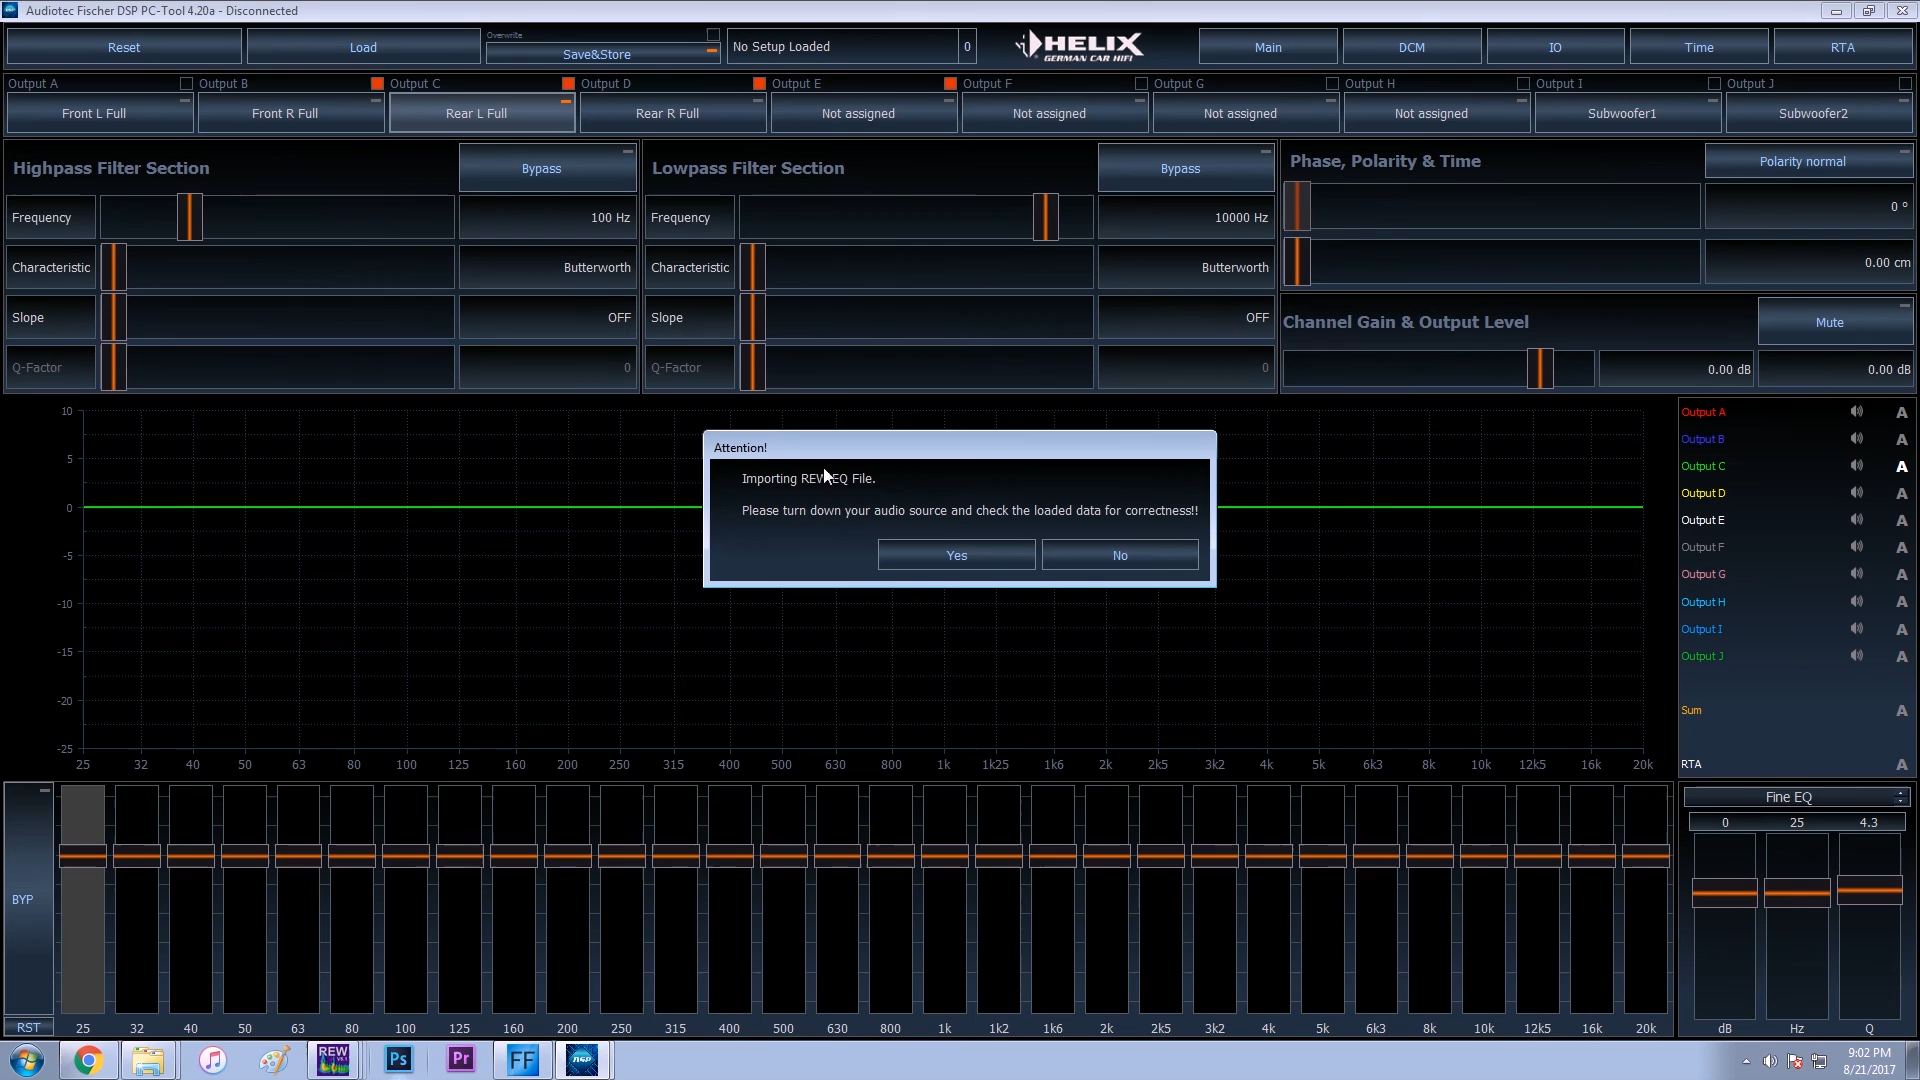 Audiotec Fischer DSP PC-Tool 4.20a - Disconnected
Reset
Load
Overwrite
Save&Store
No Setup Loaded
0
HELIX
GERMAN CAR HIFI
Main
DCM
IO
Time
RTA
Output A
Output B
Output C
Output D
Output E
Output F
Output G
Output H
Output I
Output J
Front L Full
Front R Full
Rear L Full
Rear R Full
Not assigned
Not assigned
Not assigned
Not assigned
Subwoofer1
Subwoofer2
Highpass Filter Section
Bypass
Frequency
100 Hz
Characteristic
Butterworth
Slope
OFF
Q-Factor
0
Lowpass Filter Section
Bypass
Frequency
10000 Hz
Characteristic
Butterworth
Slope
OFF
Q-Factor
0
Phase, Polarity & Time
Polarity normal
0 °
0.00 cm
Channel Gain & Output Level
Mute
0.00 dB
0.00 dB
10
5
0
-5
-10
-15
-20
-25
25 32 40 50 63 80 100 125 160 200 250 315 400 500 630 800 1k 1k25 1k6 2k 2k5 3k2 4k 5k 6k3 8k 10k 12k5 16k 20k
Attention!
Importing REW EQ File.
Please turn down your audio source and check the loaded data for correctness!!
Yes
No
Output A A
Output B A
Output C A
Output D A
Output E A
Output F A
Output G A
Output H A
Output I A
Output J A
Sum A
RTA A
BYP
RST
25 32 40 50 63 80 100 125 160 200 250 315 400 500 630 800 1k 1k2 1k6 2k 2k5 3k2 4k 5k 6k3 8k 10k 12k5 16k 20k
Fine EQ
0 25 4.3
dB Hz Q
REW
Ps
Pr
FF
DSP
9:02 PM
8/21/2017